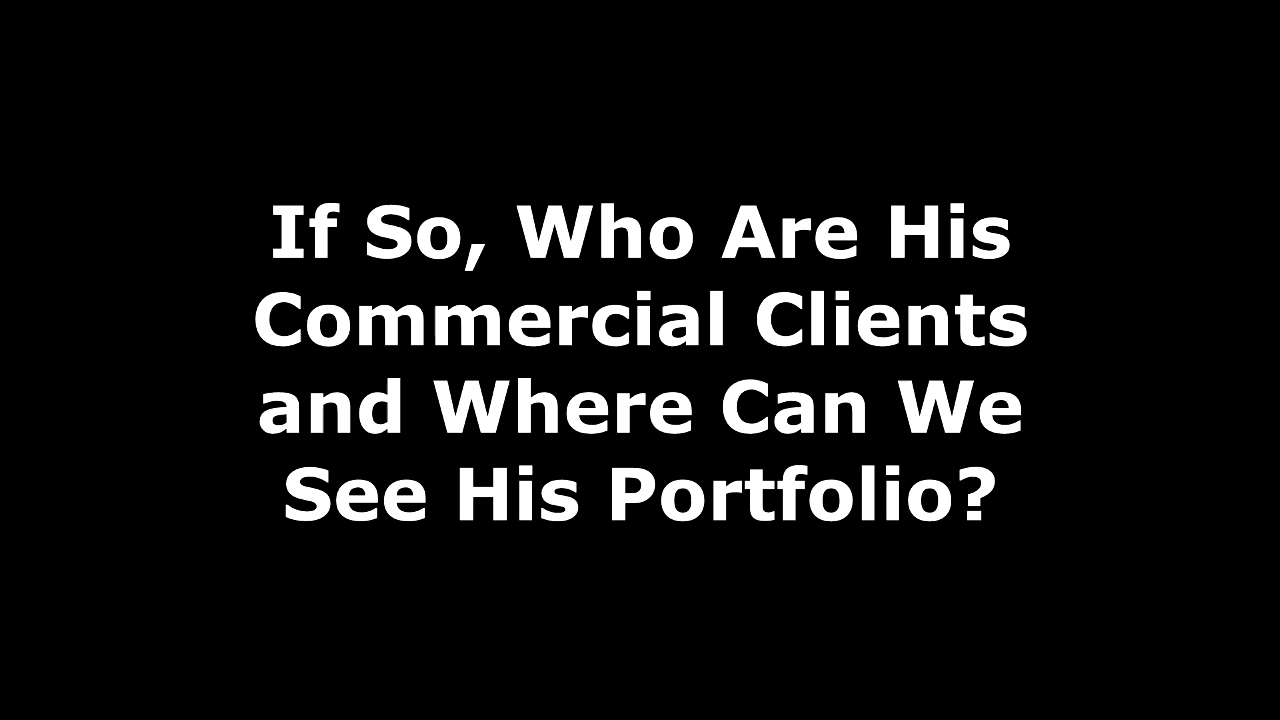 If So, Who Are His
Commercial Clients
and Where Can We
See His Portfolio?